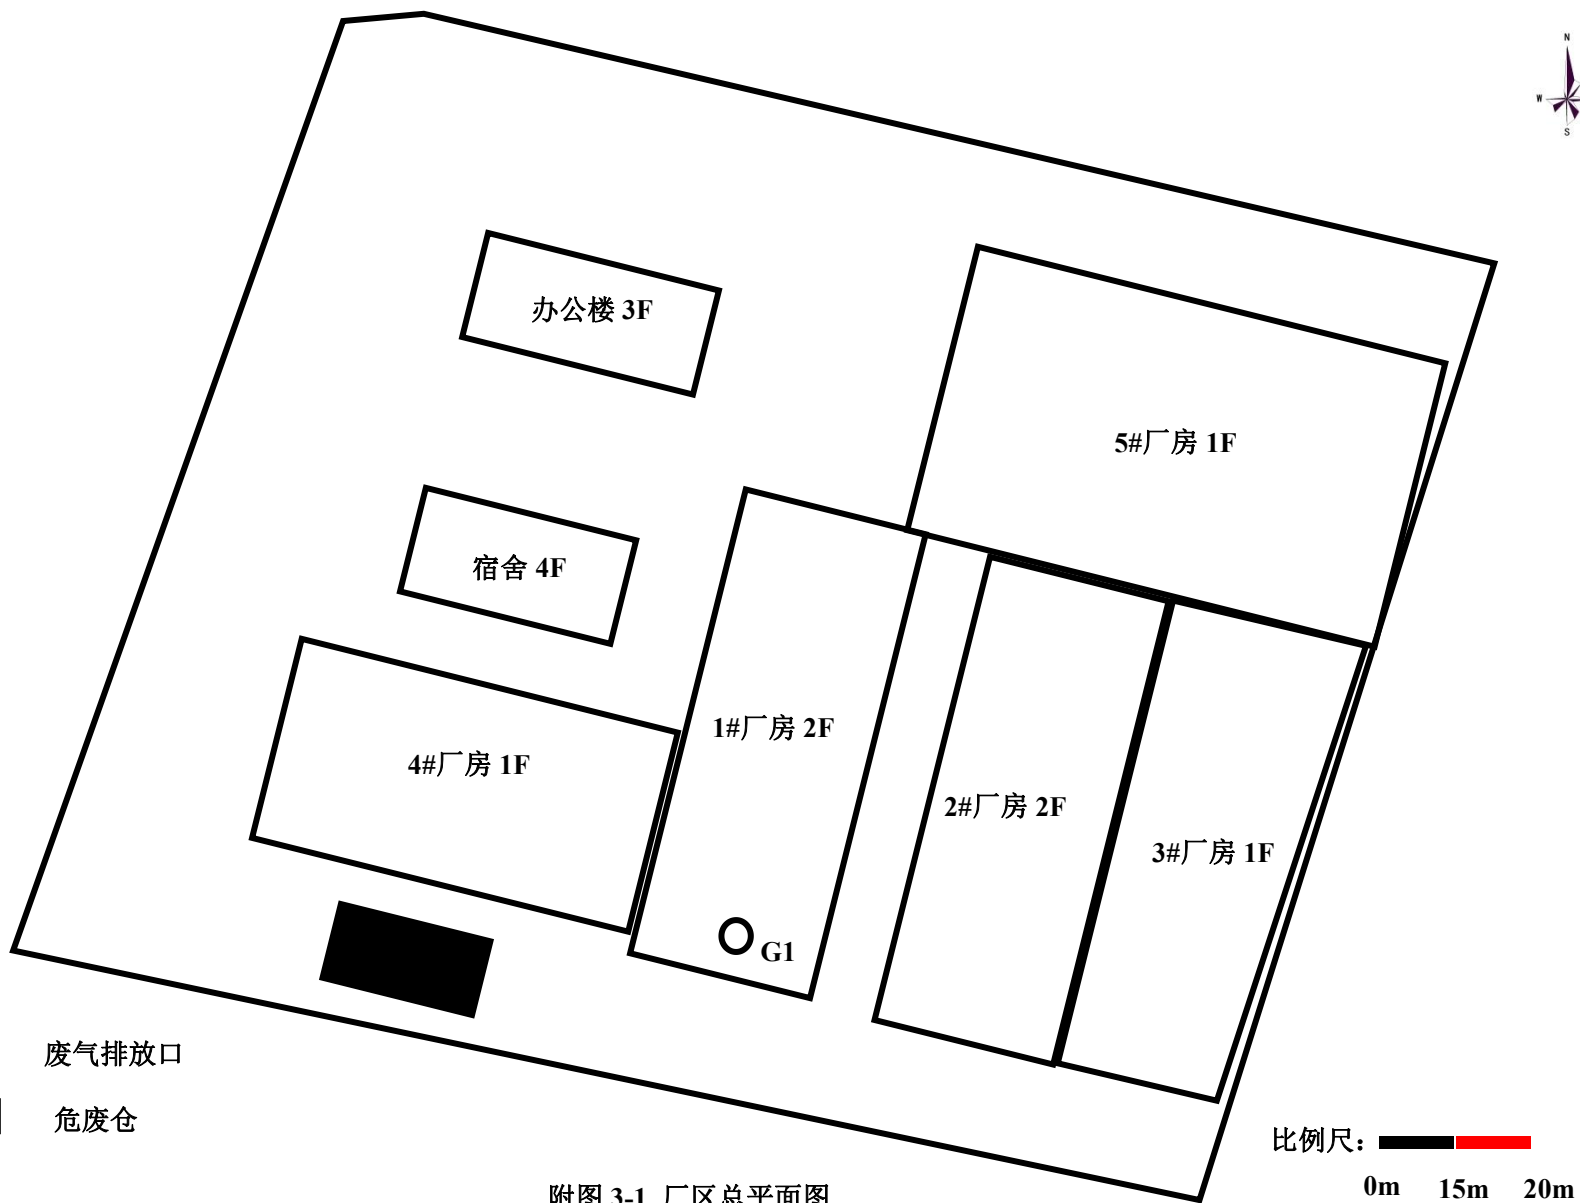 N
W
S
办公楼 3F
5#厂房 1F
宿舍 4F
1#厂房 2F
4#厂房 1F
2#厂房 2F
3#厂房 1F
G1
废气排放口
危废仓
比例尺：
0m 15m 20m
附图 3-1 厂区总平面图